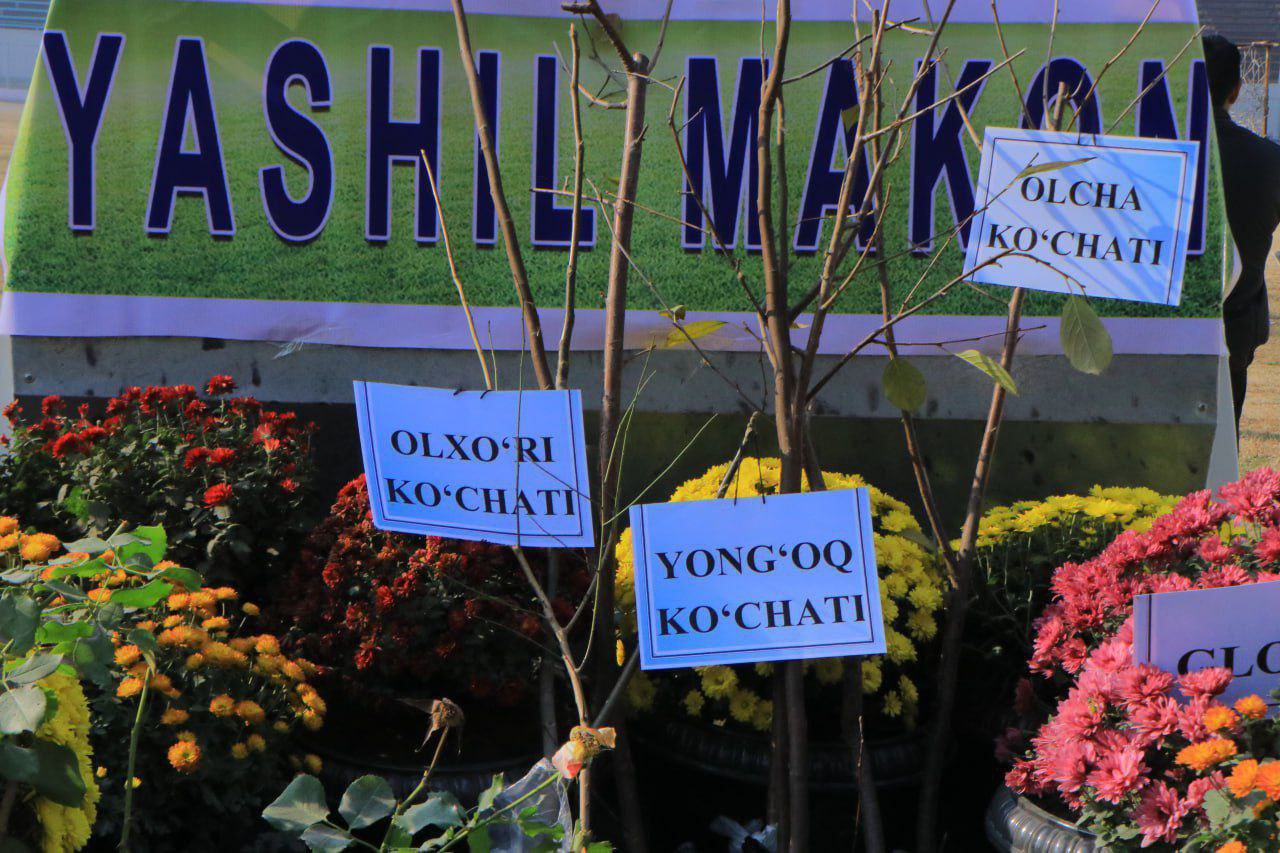 YASHIL MAKON
OLCHA
KO‘CHATI
OLXO‘RI
KO‘CHATI
YONG‘OQ
KO‘CHATI